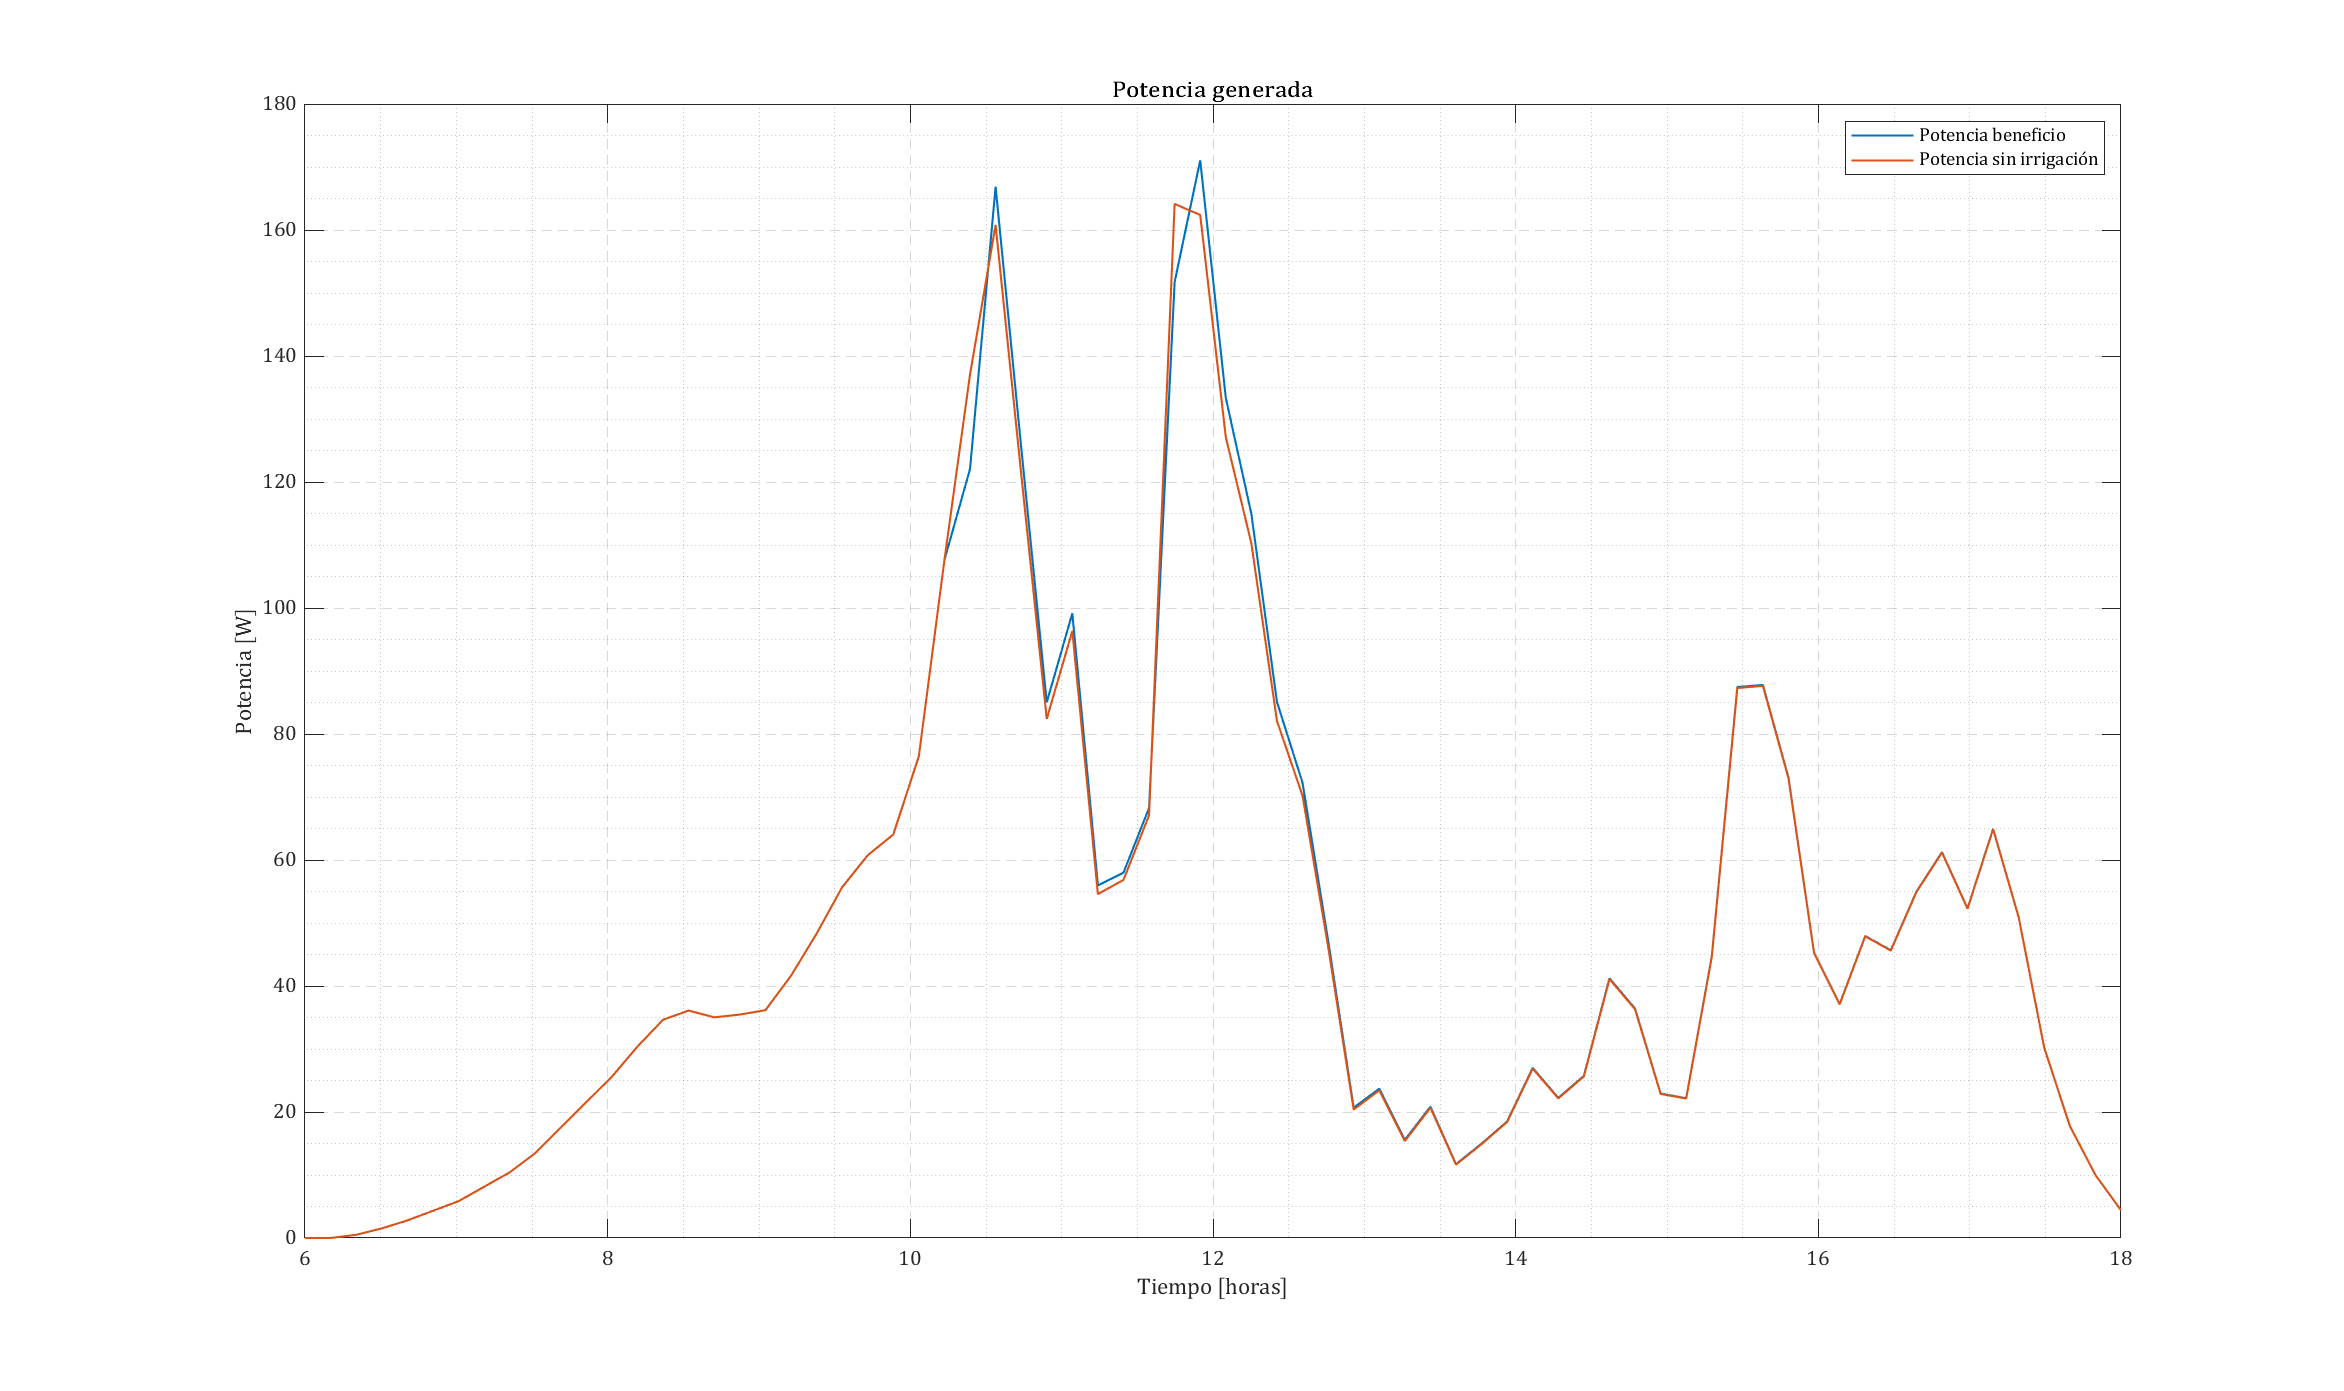 Potencia generada
180
160
140
120
100
80
60
40
20
0
Potencia [W]
Potencia beneficio
Potencia sin irrigación
6 8 10 12 14 16 18
Tiempo [horas]